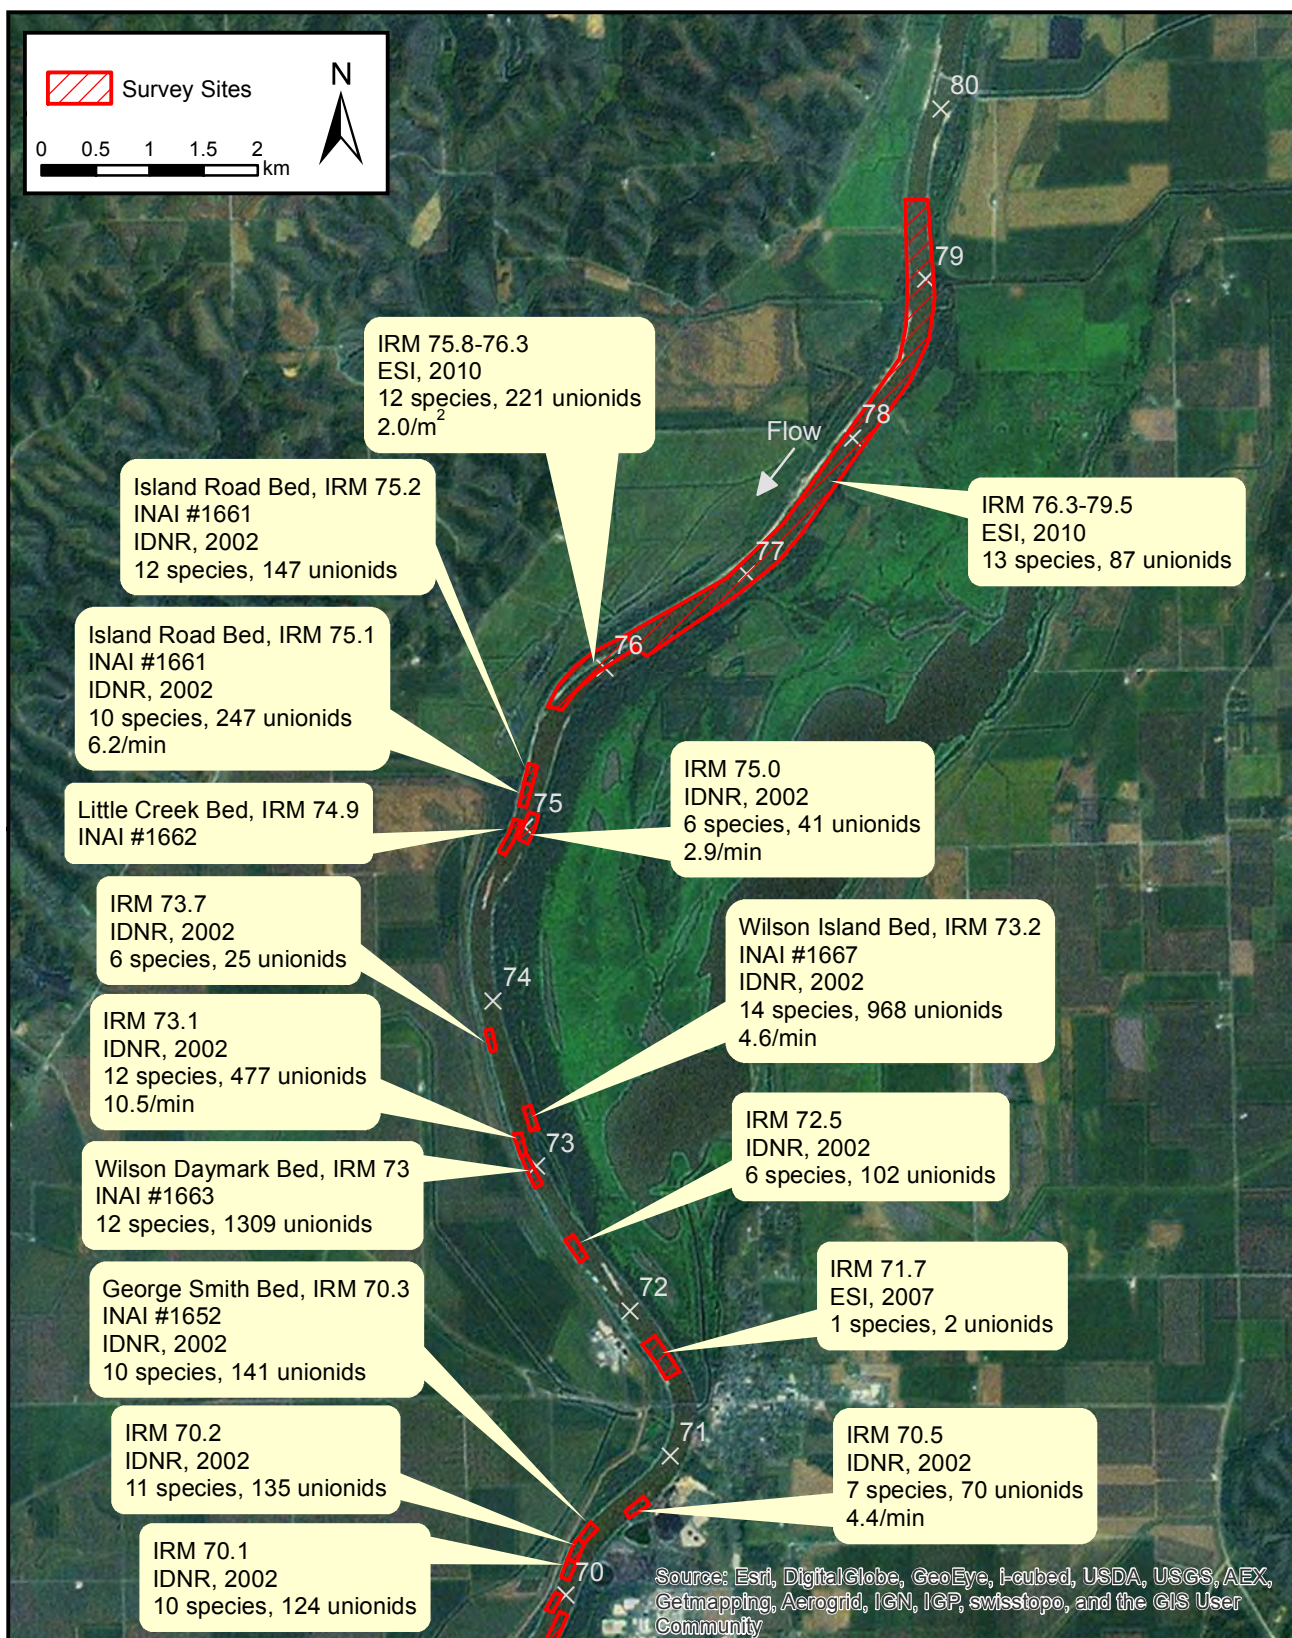 Survey Sites
N
0 0.5 1 1.5 2
km
80
79
78
Flow
77
76
75
74
73
72
71
70
IRM 75.8-76.3
ESI, 2010
12 species, 221 unionids
2.0/m²
IRM 76.3-79.5
ESI, 2010
13 species, 87 unionids
Island Road Bed, IRM 75.2
INAI #1661
IDNR, 2002
12 species, 147 unionids
Island Road Bed, IRM 75.1
INAI #1661
IDNR, 2002
10 species, 247 unionids
6.2/min
IRM 75.0
IDNR, 2002
6 species, 41 unionids
2.9/min
Little Creek Bed, IRM 74.9
INAI #1662
IRM 73.7
IDNR, 2002
6 species, 25 unionids
Wilson Island Bed, IRM 73.2
INAI #1667
IDNR, 2002
14 species, 968 unionids
4.6/min
IRM 73.1
IDNR, 2002
12 species, 477 unionids
10.5/min
IRM 72.5
IDNR, 2002
6 species, 102 unionids
Wilson Daymark Bed, IRM 73
INAI #1663
12 species, 1309 unionids
IRM 71.7
ESI, 2007
1 species, 2 unionids
George Smith Bed, IRM 70.3
INAI #1652
IDNR, 2002
10 species, 141 unionids
IRM 70.2
IDNR, 2002
11 species, 135 unionids
IRM 70.5
IDNR, 2002
7 species, 70 unionids
4.4/min
IRM 70.1
IDNR, 2002
10 species, 124 unionids
Source: Esri, DigitalGlobe, GeoEye, i-cubed, USDA, USGS, AEX,
Getmapping, Aerogrid, IGN, IGP, swisstopo, and the GIS User
Community